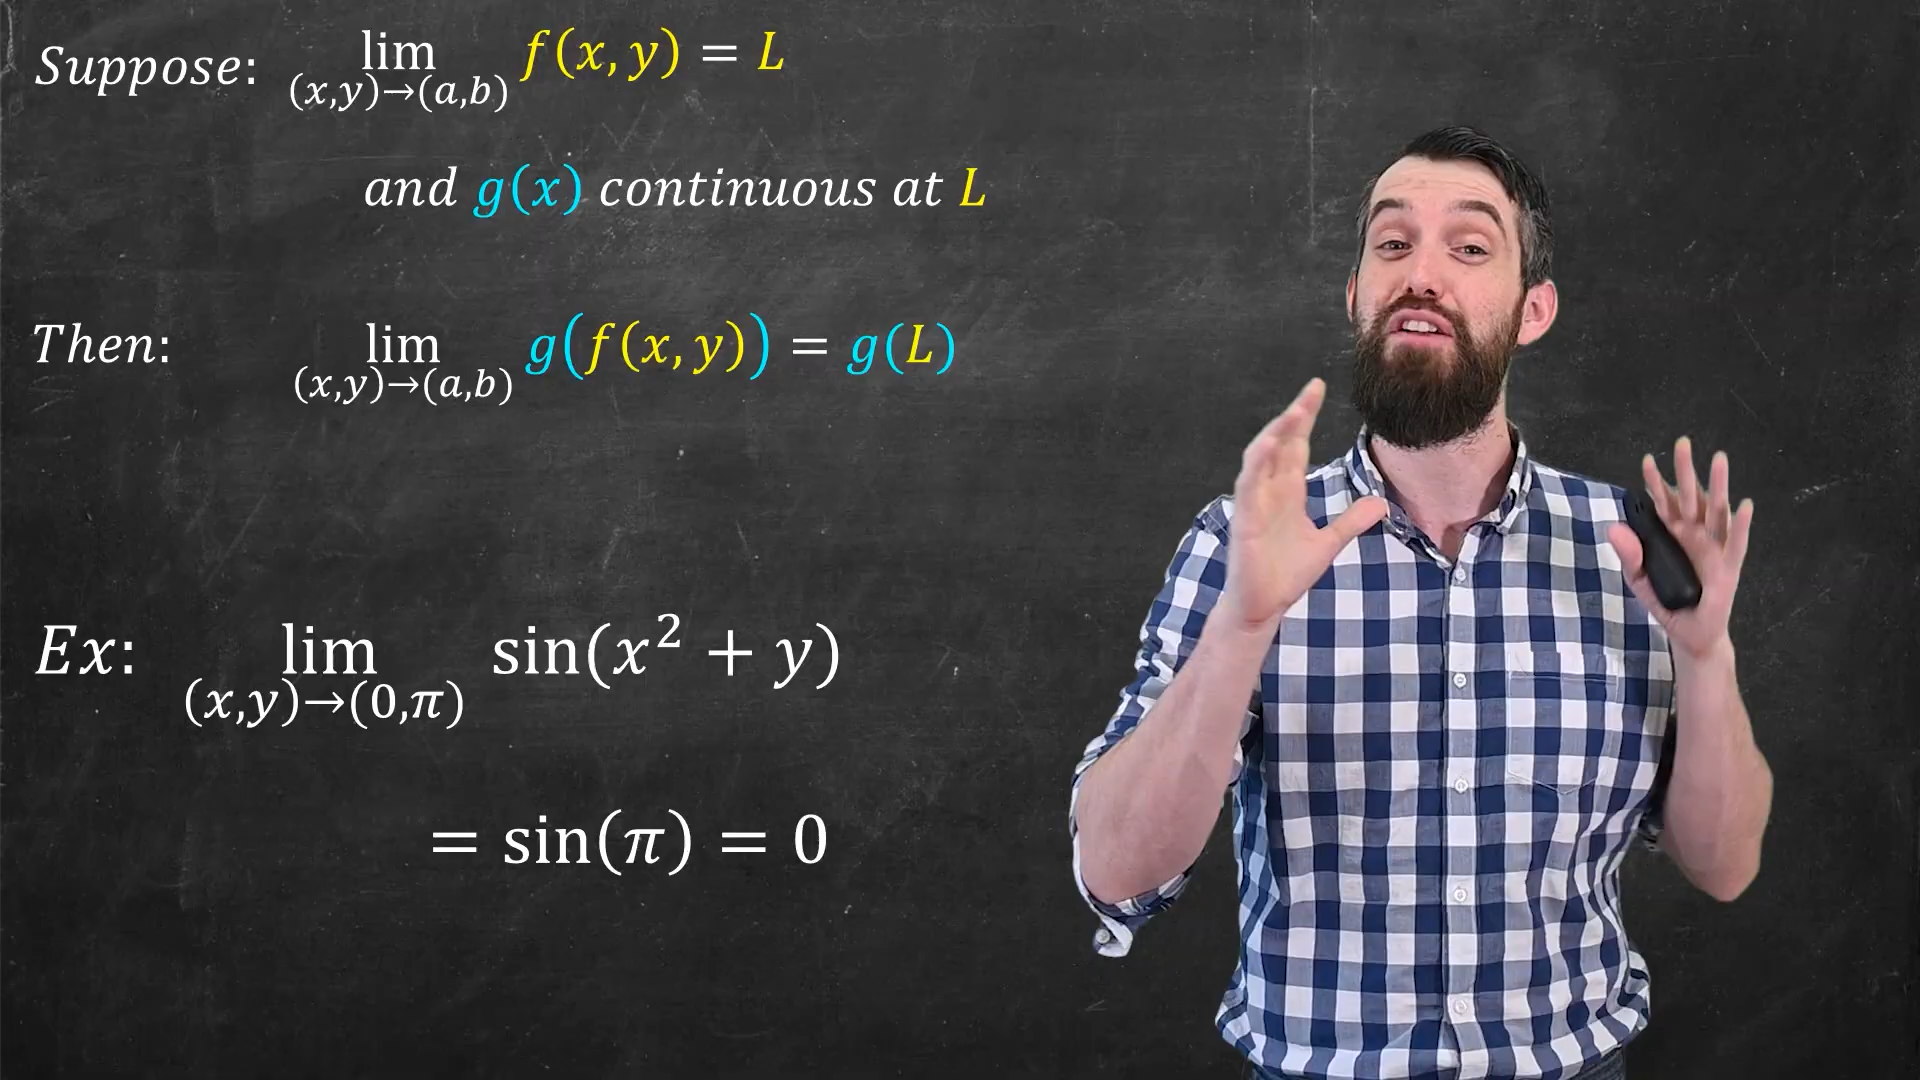 Suppose: lim f(x, y) = L
(x,y)→(a,b)
and g(x) continuous at L
Then: lim g(f(x, y)) = g(L)
(x,y)→(a,b)
Ex: lim sin(x² + y)
(x,y)→(0,π)
= sin(π) = 0